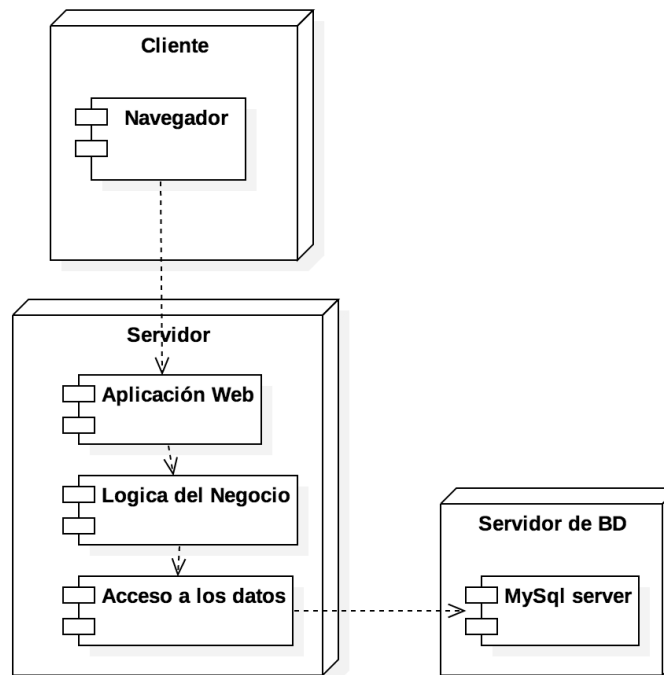 Cliente
Navegador
Servidor
Aplicación Web
Logica del Negocio
Acceso a los datos
Servidor de BD
MySql server